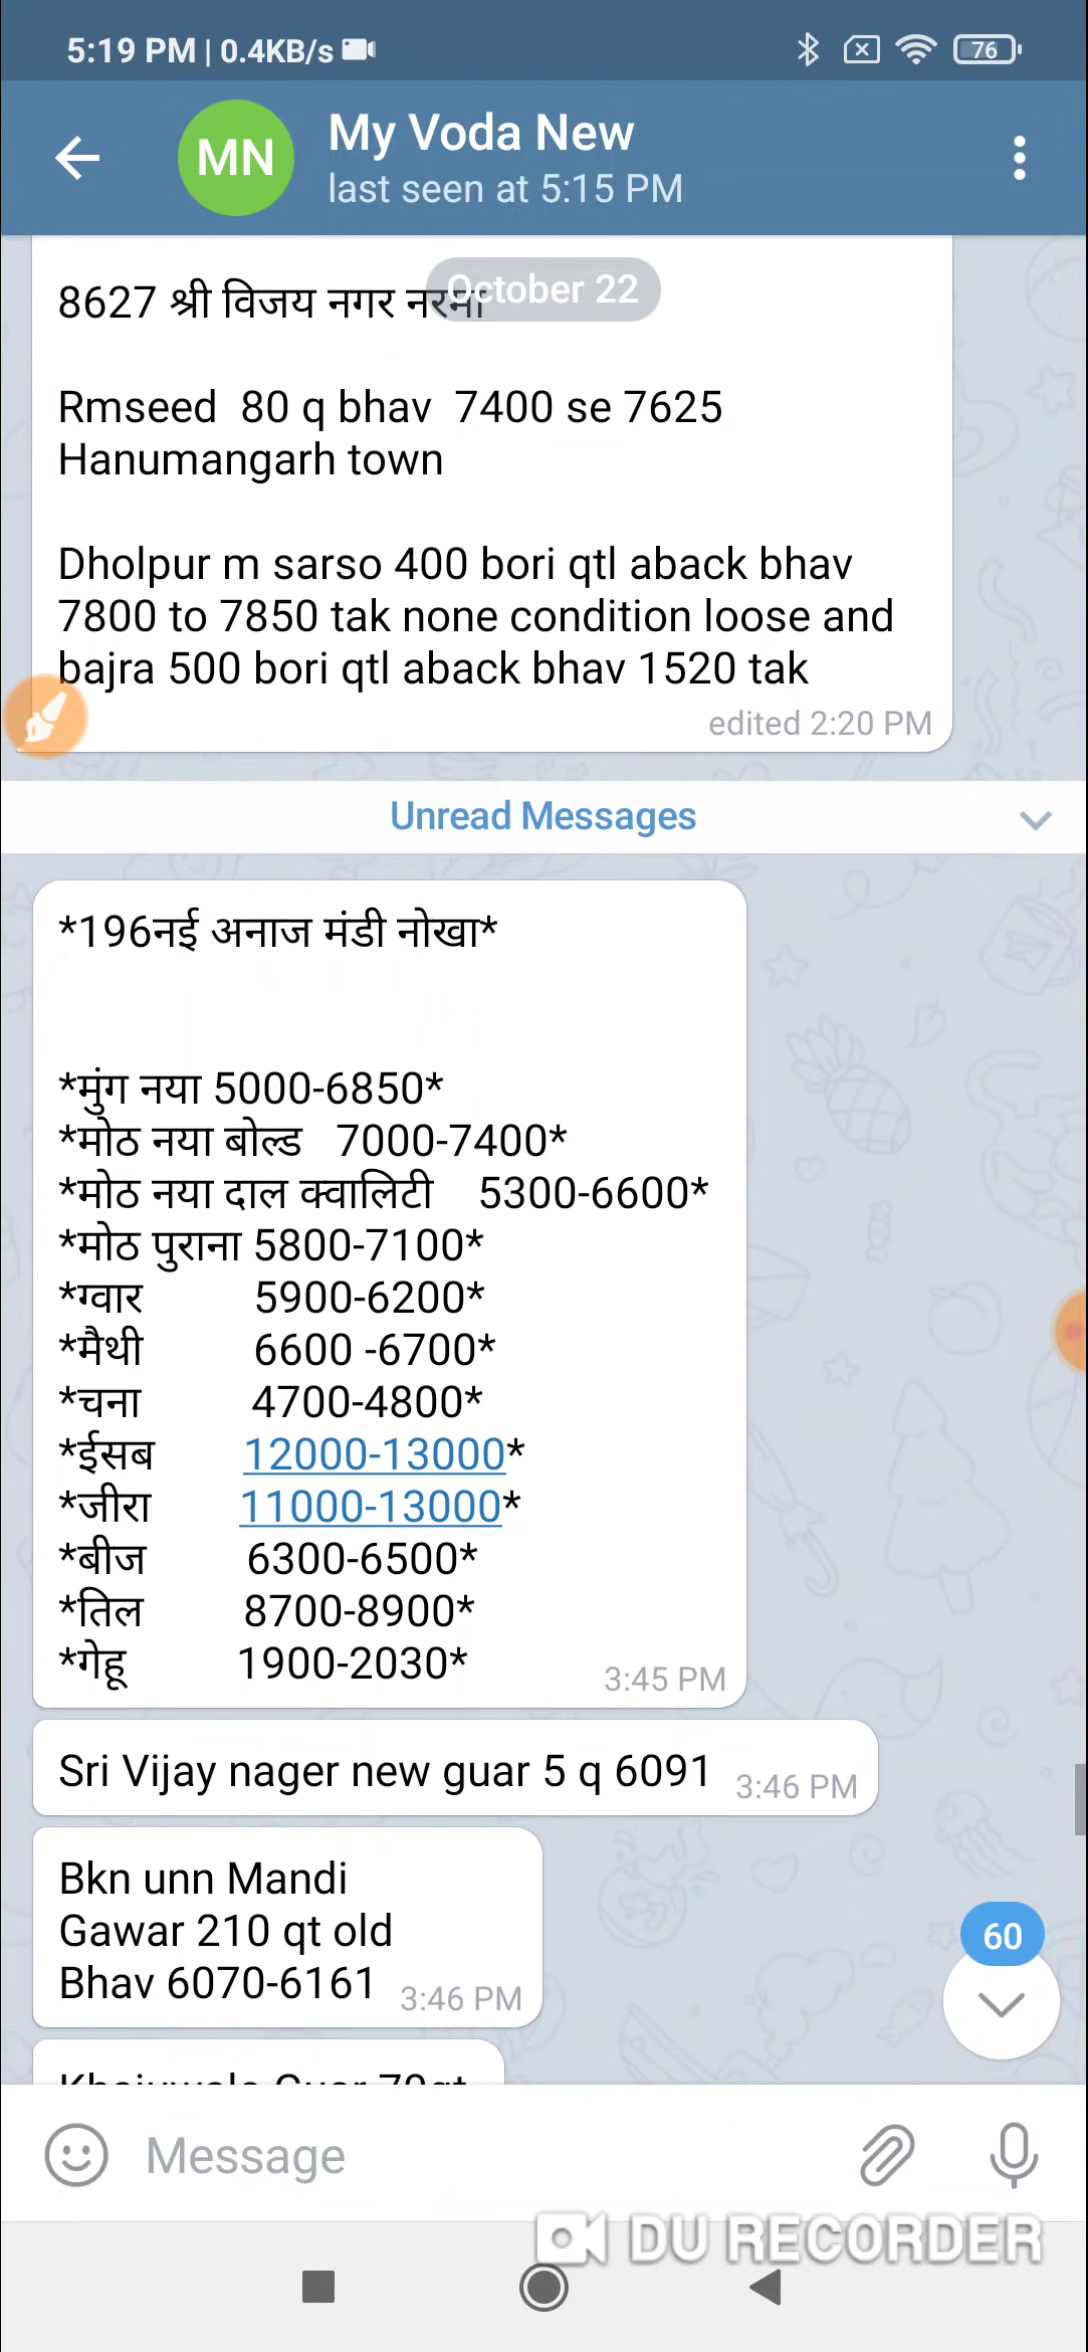 5:19 PM | 0.4KB/s
76
MN
My Voda New
last seen at 5:15 PM
October 22
8627 श्री विजय नगर नरमा
Rmseed 80 q bhav 7400 se 7625
Hanumangarh town
Dholpur m sarso 400 bori qtl aback bhav
7800 to 7850 tak none condition loose and
bajra 500 bori qtl aback bhav 1520 tak
edited 2:20 PM
Unread Messages
*196नई अनाज मंडी नोखा*
*मुंग नया 5000-6850*
*मोठ नया बोल्ड 7000-7400*
*मोठ नया दाल क्वालिटी 5300-6600*
*मोठ पुराना 5800-7100*
*ग्वार 5900-6200*
*मैथी 6600 -6700*
*चना 4700-4800*
*ईसब 12000-13000*
*जीरा 11000-13000*
*बीज 6300-6500*
*तिल 8700-8900*
*गेहू 1900-2030*
3:45 PM
Sri Vijay nager new guar 5 q 6091 3:46 PM
Bkn unn Mandi
Gawar 210 qt old
Bhav 6070-6161 3:46 PM
60
Message
DU RECORDER